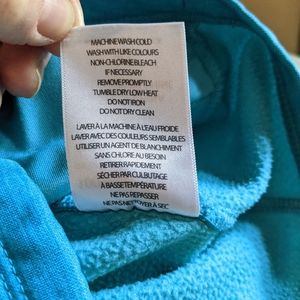 MACHINE WASH COLD
WASH WITH LIKE COLOURS
NON-CHLORINE BLEACH
IF NECESSARY
REMOVE PROMPTLY
TUMBLE DRY LOW HEAT
DO NOT IRON
DO NOT DRY CLEAN
LAVER À LA MACHINE À L'EAU FROIDE
LAVER AVEC DES COULEURS SEMBLABLES
UTILISER UN AGENT DE BLANCHIMENT
SANS CHLORE AU BESOIN
RETIRER RAPIDEMENT
SÉCHER PAR CULBUTAGE
À BASSE TEMPÉRATURE
NE PAS REPASSER
NE PAS NETTOYER À SEC